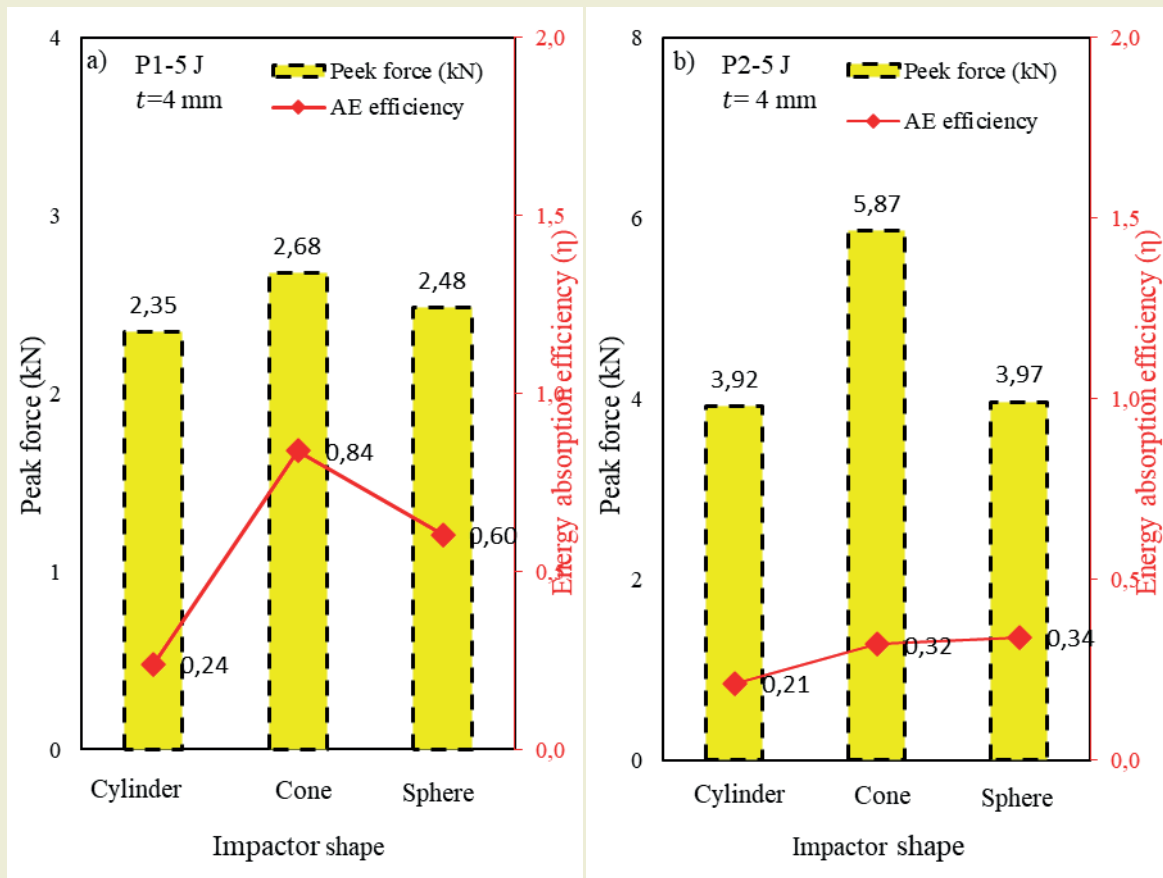 a) P1-5 J
t=4 mm
Peek force (kN)
AE efficiency
4
3
2
1
0
Peak force (kN)
2,0
1,5
1,0
0,5
0,0
Energy absorption efficiency (η)
2,35
2,68
2,48
0,24
0,84
0,60
Cylinder
Cone
Sphere
Impactor shape
b) P2-5 J
t= 4 mm
Peek force (kN)
AE efficiency
8
6
4
2
0
Peak force (kN)
2,0
1,5
1,0
0,5
0,0
Energy absorption efficiency (η)
3,92
5,87
3,97
0,21
0,32
0,34
Cylinder
Cone
Sphere
Impactor shape